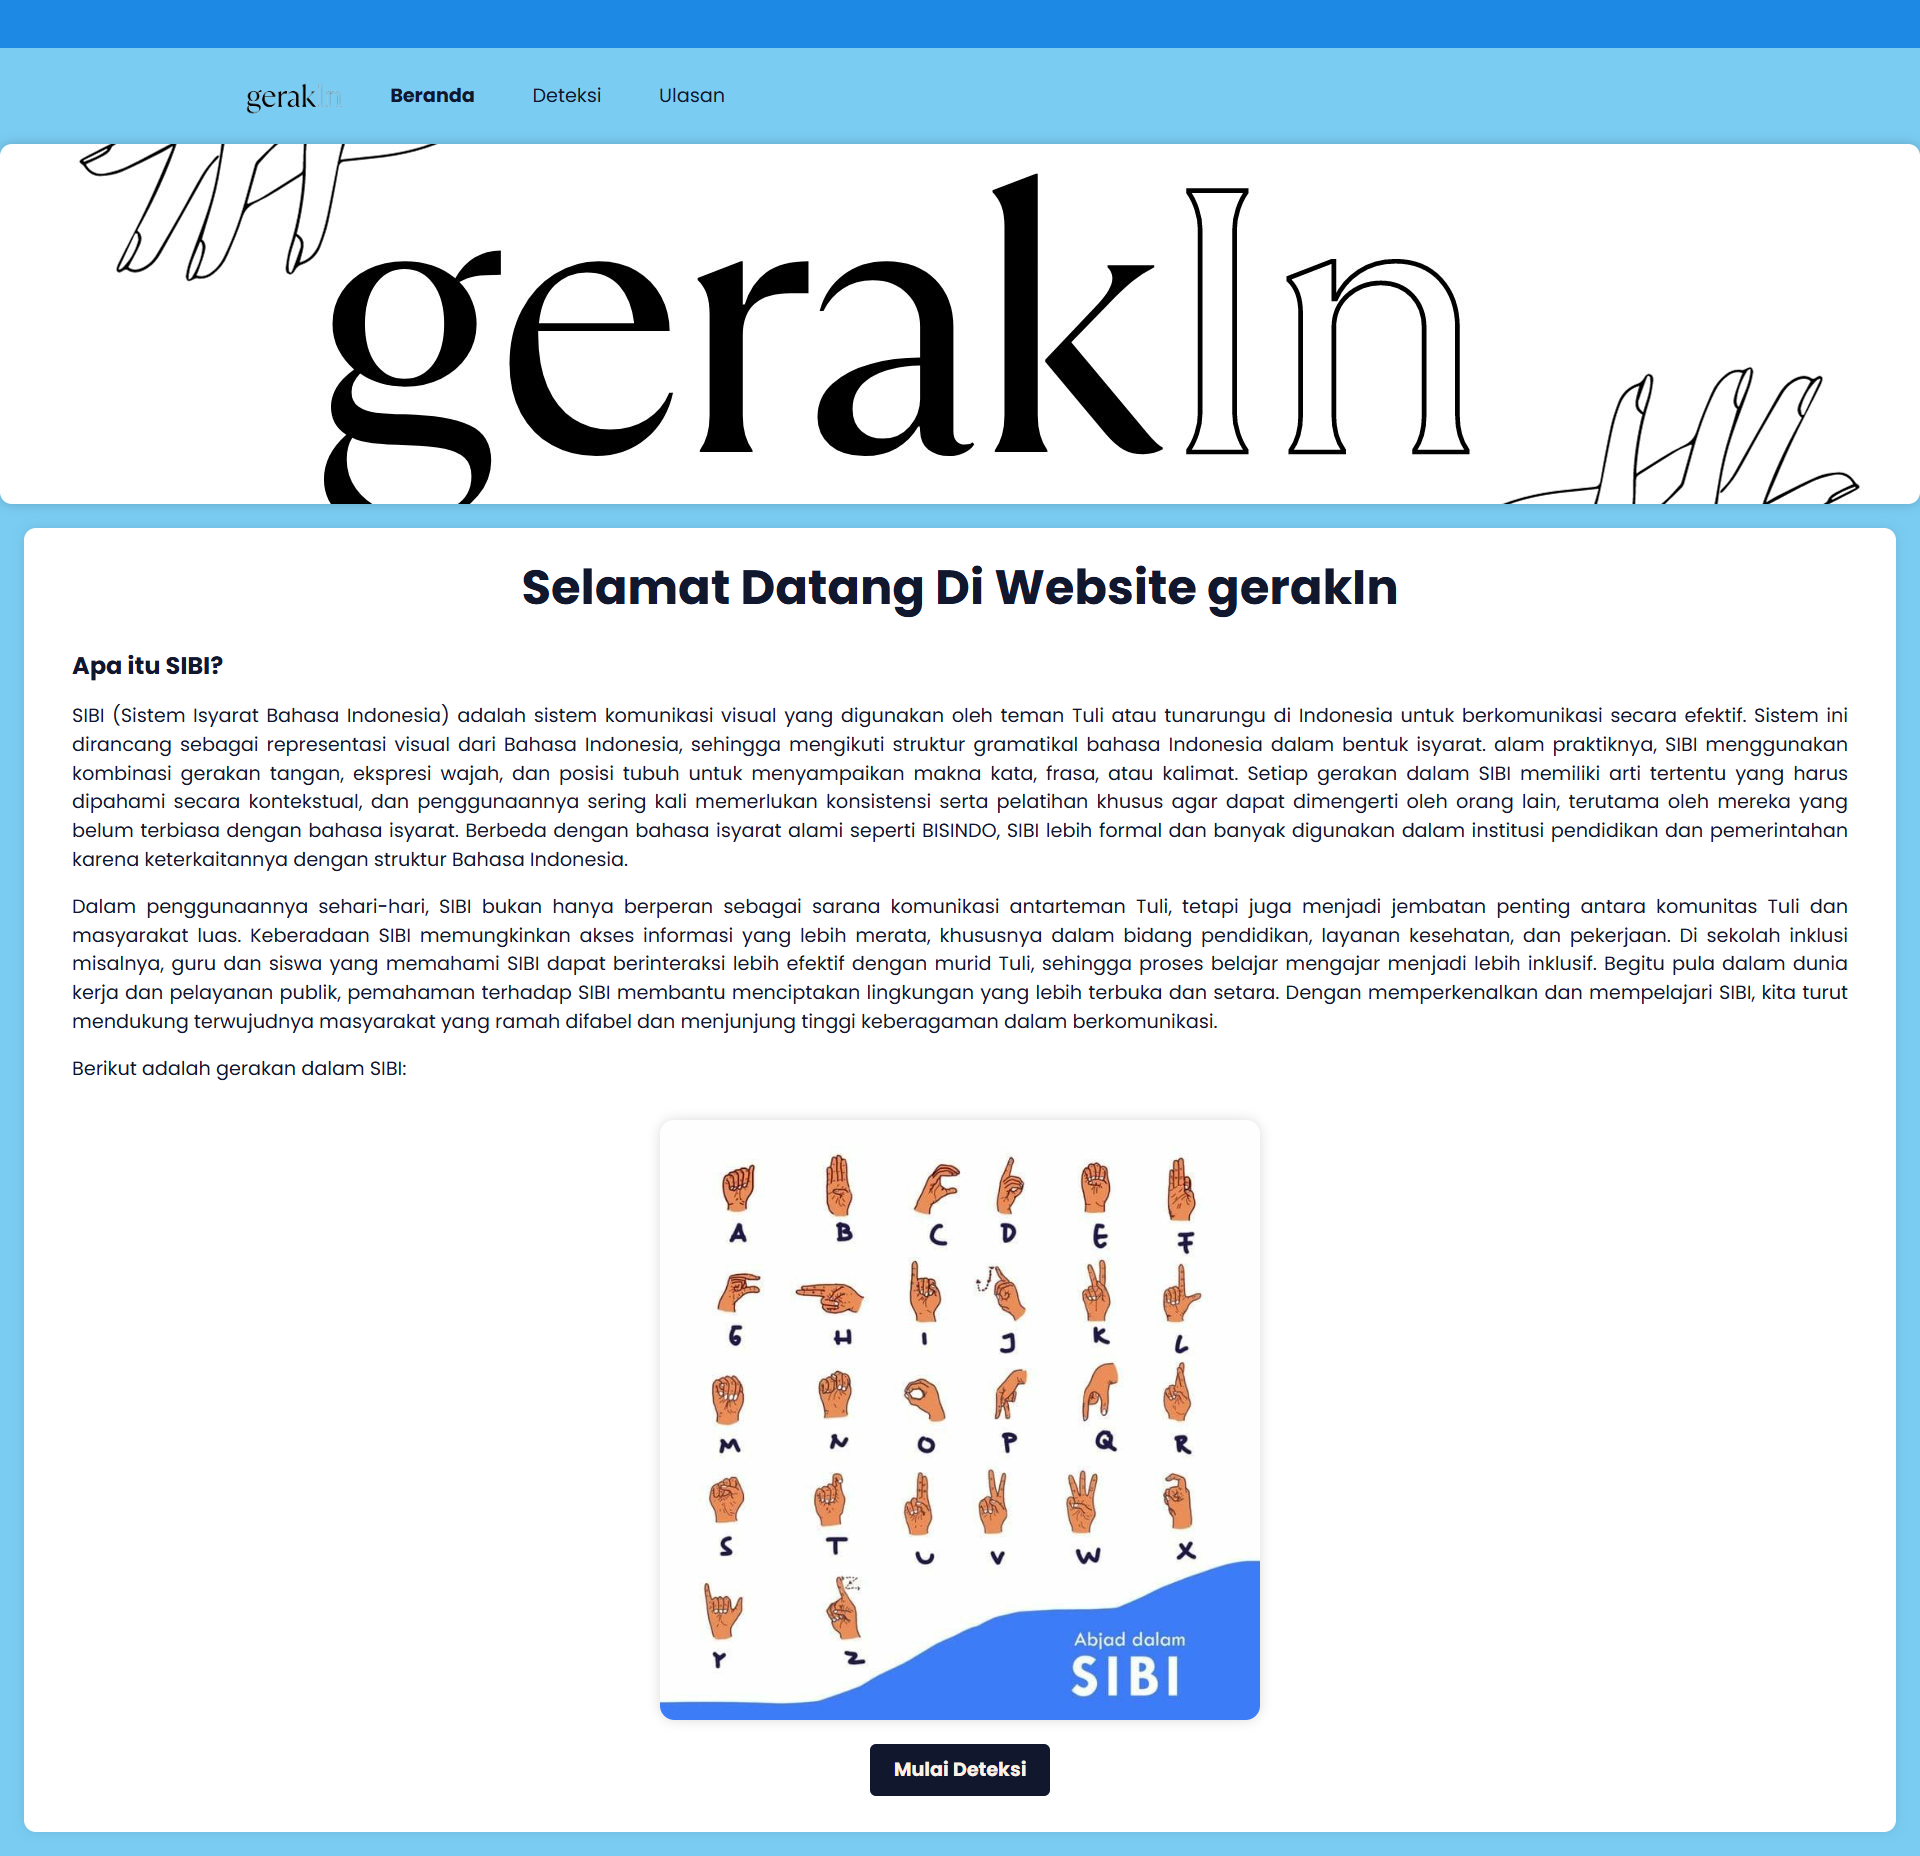 gerakIn Beranda Deteksi Ulasan
gerakIn
Selamat Datang Di Website gerakIn
Apa itu SIBI?
SIBI (Sistem Isyarat Bahasa Indonesia) adalah sistem komunikasi visual yang digunakan oleh teman Tuli atau tunarungu di Indonesia untuk berkomunikasi secara efektif. Sistem ini
dirancang sebagai representasi visual dari Bahasa Indonesia, sehingga mengikuti struktur gramatikal bahasa Indonesia dalam bentuk isyarat. alam praktiknya, SIBI menggunakan
kombinasi gerakan tangan, ekspresi wajah, dan posisi tubuh untuk menyampaikan makna kata, frasa, atau kalimat. Setiap gerakan dalam SIBI memiliki arti tertentu yang harus
dipahami secara kontekstual, dan penggunaannya sering kali memerlukan konsistensi serta pelatihan khusus agar dapat dimengerti oleh orang lain, terutama oleh mereka yang
belum terbiasa dengan bahasa isyarat. Berbeda dengan bahasa isyarat alami seperti BISINDO, SIBI lebih formal dan banyak digunakan dalam institusi pendidikan dan pemerintahan
karena keterkaitannya dengan struktur Bahasa Indonesia.
Dalam penggunaannya sehari-hari, SIBI bukan hanya berperan sebagai sarana komunikasi antarteman Tuli, tetapi juga menjadi jembatan penting antara komunitas Tuli dan
masyarakat luas. Keberadaan SIBI memungkinkan akses informasi yang lebih merata, khususnya dalam bidang pendidikan, layanan kesehatan, dan pekerjaan. Di sekolah inklusi
misalnya, guru dan siswa yang memahami SIBI dapat berinteraksi lebih efektif dengan murid Tuli, sehingga proses belajar mengajar menjadi lebih inklusif. Begitu pula dalam dunia
kerja dan pelayanan publik, pemahaman terhadap SIBI membantu menciptakan lingkungan yang lebih terbuka dan setara. Dengan memperkenalkan dan mempelajari SIBI, kita turut
mendukung terwujudnya masyarakat yang ramah difabel dan menjunjung tinggi keberagaman dalam berkomunikasi.
Berikut adalah gerakan dalam SIBI:
A B C D E F
G H I J K L
M N O P Q R
S T U V W X
Y Z
Abjad dalam
SIBI
Mulai Deteksi